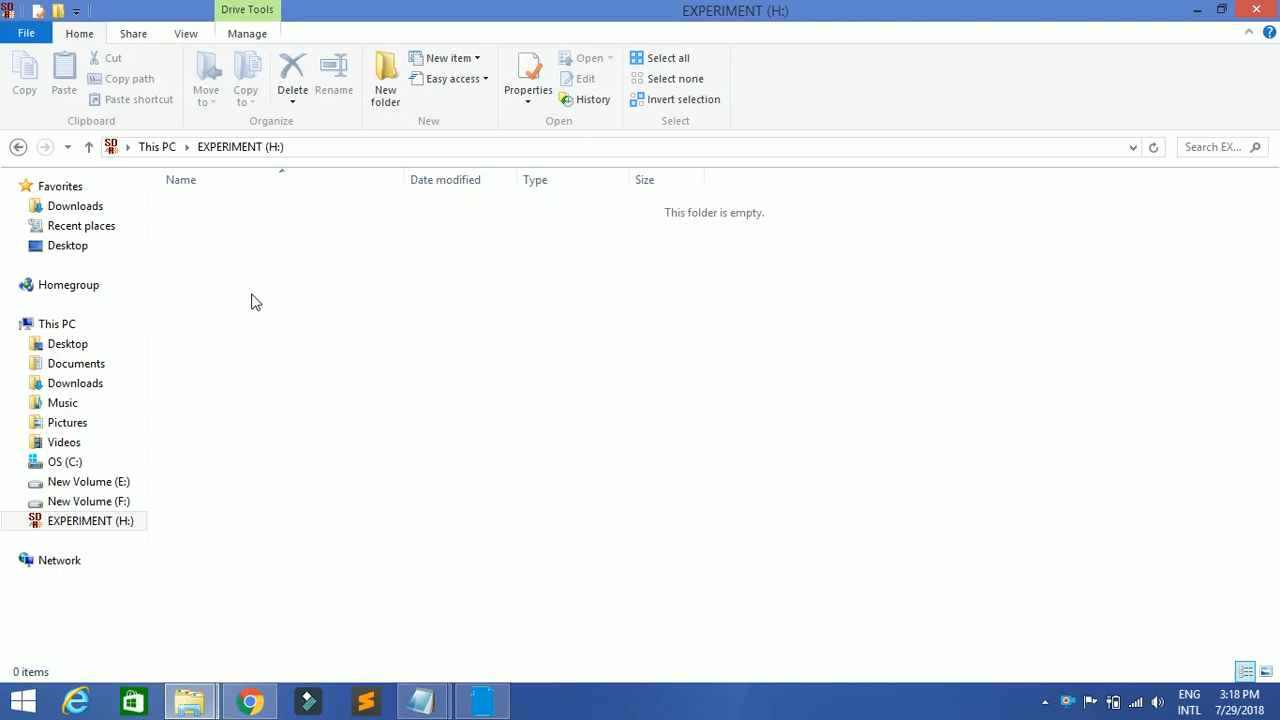 Drive Tools
EXPERIMENT (H:)
File
Home
Share
View
Manage
Copy
Paste
Cut
Copy path
Paste shortcut
Clipboard
Move to
Copy to
Delete
Rename
Organize
New folder
New item
Easy access
New
Properties
Open
Edit
History
Open
Select all
Select none
Invert selection
Select
This PC
EXPERIMENT (H:)
Search EX...
Name
Date modified
Type
Size
This folder is empty.
Favorites
Downloads
Recent places
Desktop
Homegroup
This PC
Desktop
Documents
Downloads
Music
Pictures
Videos
OS (C:)
New Volume (E:)
New Volume (F:)
EXPERIMENT (H:)
Network
0 items
ENG
INTL
3:18 PM
7/29/2018